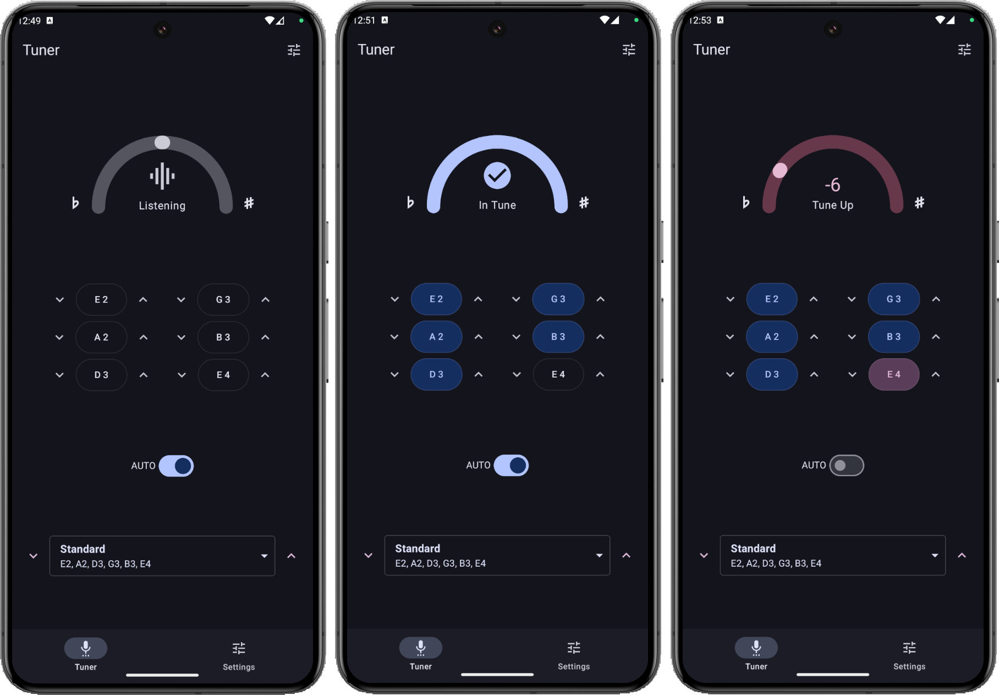 12:49 A
Tuner
♭ Listening ♯
E2 G3
A2 B3
D3 E4
AUTO
Standard
E2, A2, D3, G3, B3, E4
Tuner Settings
12:51 A
Tuner
♭ In Tune ♯
E2 G3
A2 B3
D3 E4
AUTO
Standard
E2, A2, D3, G3, B3, E4
Tuner Settings
12:53 A
Tuner
-6
♭ Tune Up ♯
E2 G3
A2 B3
D3 E4
AUTO
Standard
E2, A2, D3, G3, B3, E4
Tuner Settings